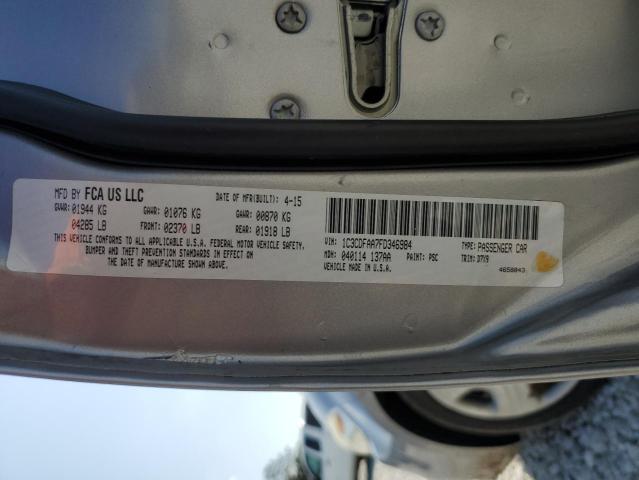 MFD BY FCA US LLC DATE OF MFR(BUILT): 4-15
GVWR: 01944 KG GAWR: 01076 KG GAWR: 00870 KG
04285 LB FRONT: 02370 LB REAR: 01918 LB
THIS VEHICLE CONFORMS TO ALL APPLICABLE U.S.A. FEDERAL MOTOR VEHICLE SAFETY,
BUMPER AND THEFT PREVENTION STANDARDS IN EFFECT ON
THE DATE OF MANUFACTURE SHOWN ABOVE.
VIN: 1C3CDFAA7FD346984 TYPE: PASSENGER CAR
MDH: 040114 137AA PAINT: PSC TRIM: D7X9
VEHICLE MADE IN U.S.A. 4658043